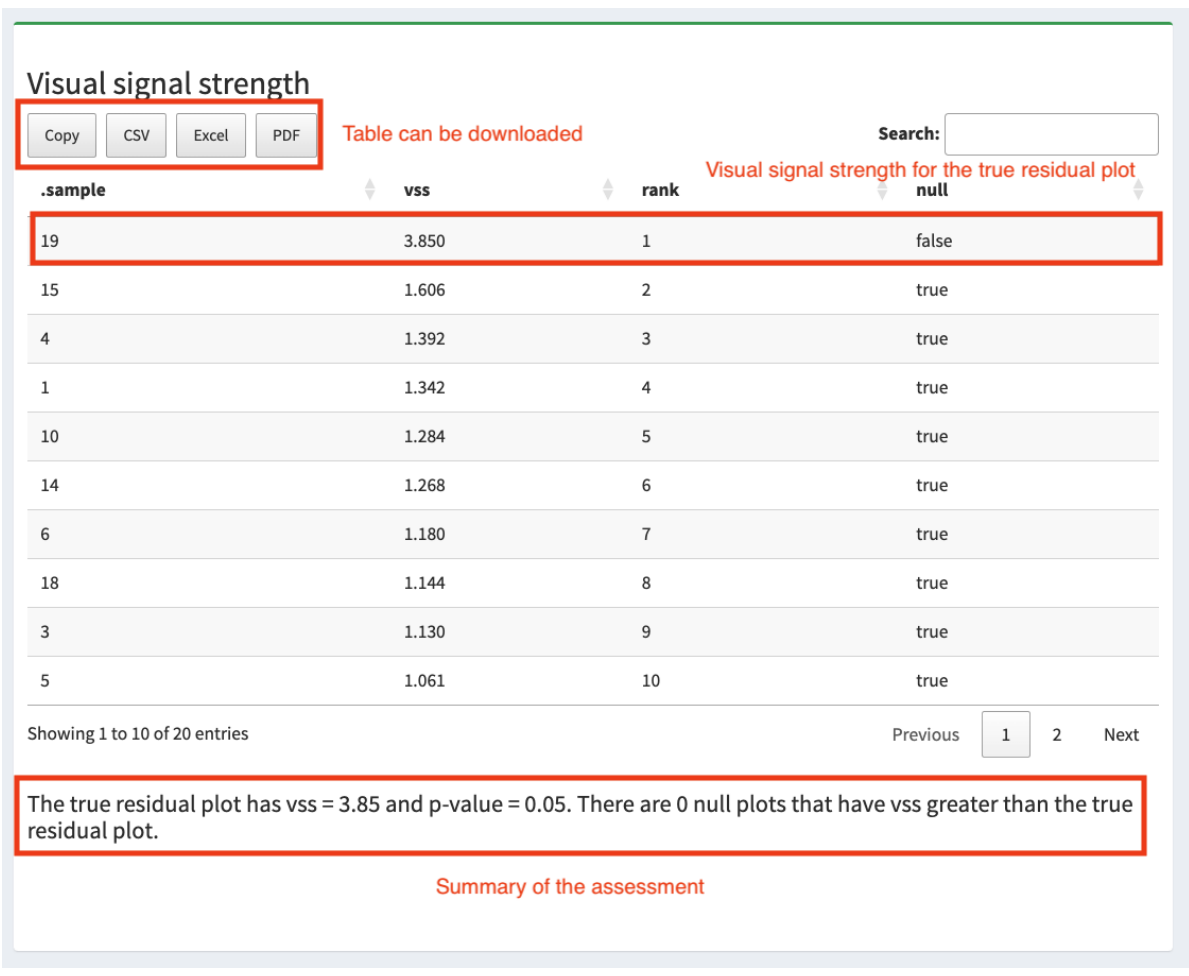 Visual signal strength
Copy CSV Excel PDF Table can be downloaded Search:
Visual signal strength for the true residual plot
.sample vss rank null
19 3.850 1 false
15 1.606 2 true
4 1.392 3 true
1 1.342 4 true
10 1.284 5 true
14 1.268 6 true
6 1.180 7 true
18 1.144 8 true
3 1.130 9 true
5 1.061 10 true
Showing 1 to 10 of 20 entries Previous 1 2 Next
The true residual plot has vss = 3.85 and p-value = 0.05. There are 0 null plots that have vss greater than the true
residual plot.
Summary of the assessment